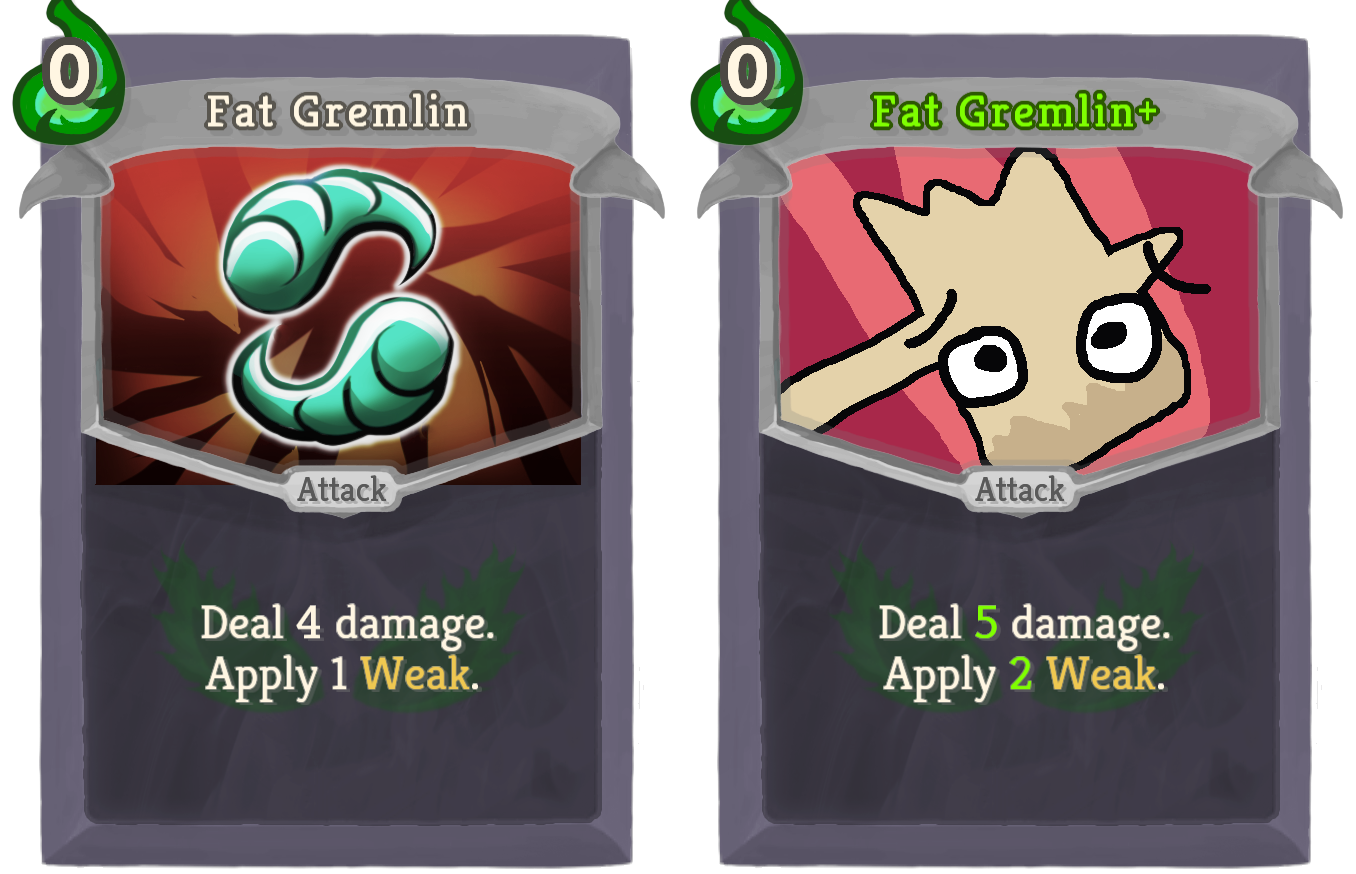 0
Fat Gremlin
Attack
Deal 4 damage.
Apply 1 Weak.
0
Fat Gremlin+
Attack
Deal 5 damage.
Apply 2 Weak.